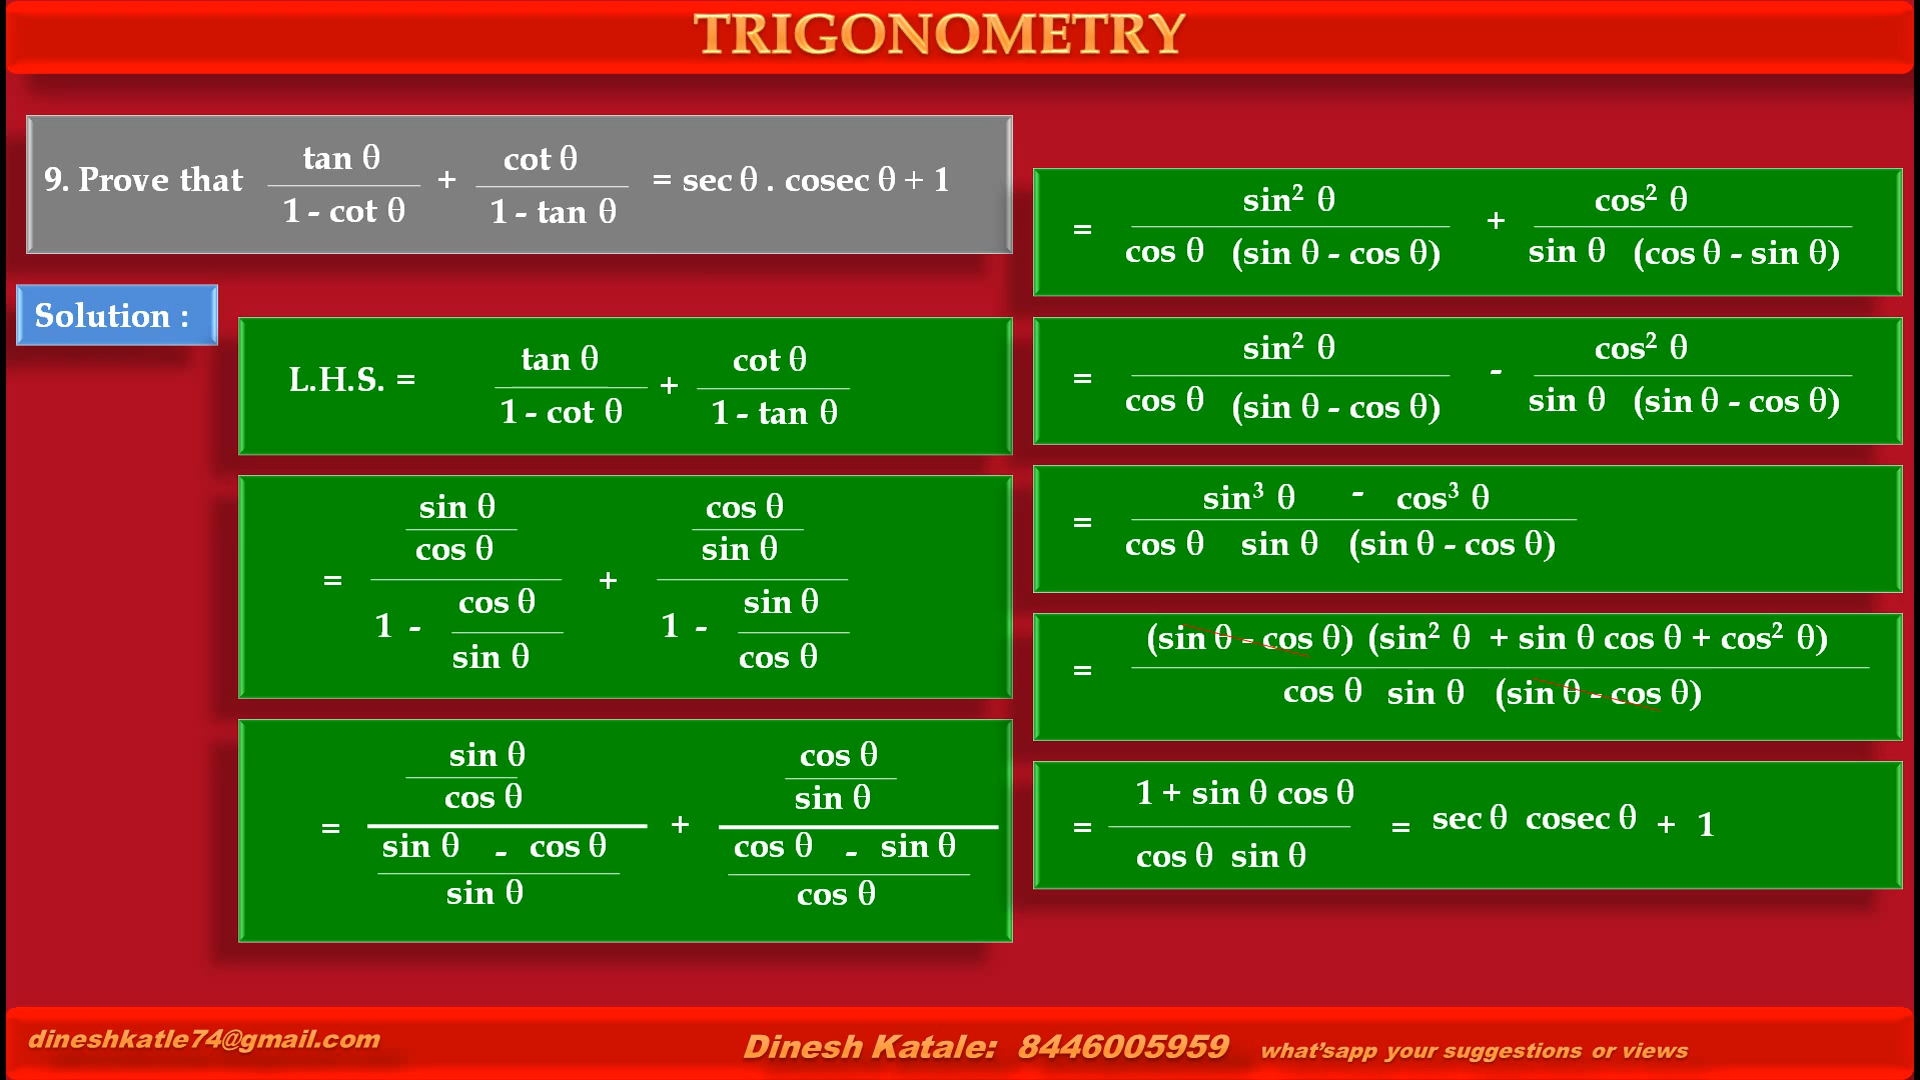 TRIGONOMETRY
9. Prove that tan θ / 1 - cot θ + cot θ / 1 - tan θ = sec θ . cosec θ + 1
Solution :
L.H.S. = tan θ / 1 - cot θ + cot θ / 1 - tan θ
= (sin θ / cos θ) / (1 - cos θ / sin θ) + (cos θ / sin θ) / (1 - sin θ / cos θ)
= (sin θ / cos θ) / (sin θ - cos θ / sin θ) + (cos θ / sin θ) / (cos θ - sin θ / cos θ)
= sin² θ / cos θ (sin θ - cos θ) + cos² θ / sin θ (cos θ - sin θ)
= sin² θ / cos θ (sin θ - cos θ) - cos² θ / sin θ (sin θ - cos θ)
= sin³ θ - cos³ θ / cos θ sin θ (sin θ - cos θ)
= (sin θ - cos θ) (sin² θ + sin θ cos θ + cos² θ) / cos θ sin θ (sin θ - cos θ)
= 1 + sin θ cos θ / cos θ sin θ = sec θ cosec θ + 1
dineshkatle74@gmail.com
Dinesh Katale: 8446005959 what'sapp your suggestions or views